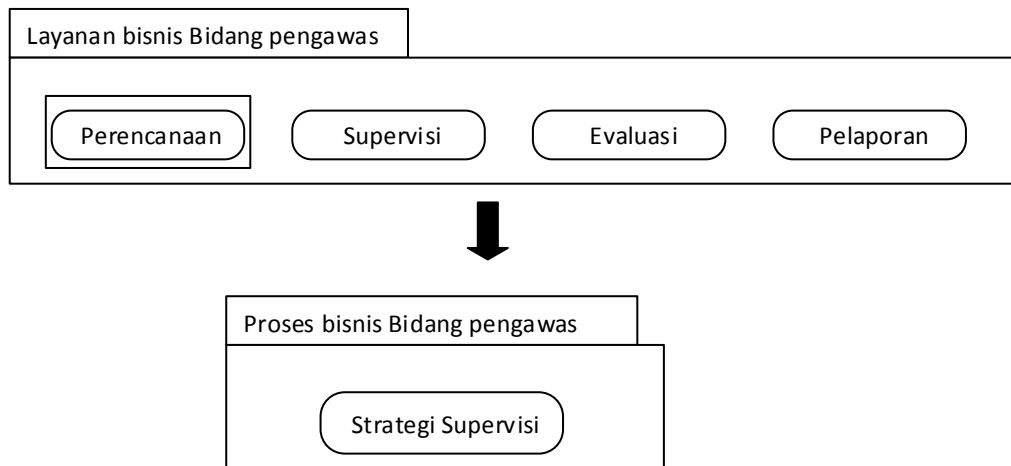 Layanan bisnis Bidang pengawas
Perencanaan Supervisi Evaluasi Pelaporan
Proses bisnis Bidang pengawas
Strategi Supervisi